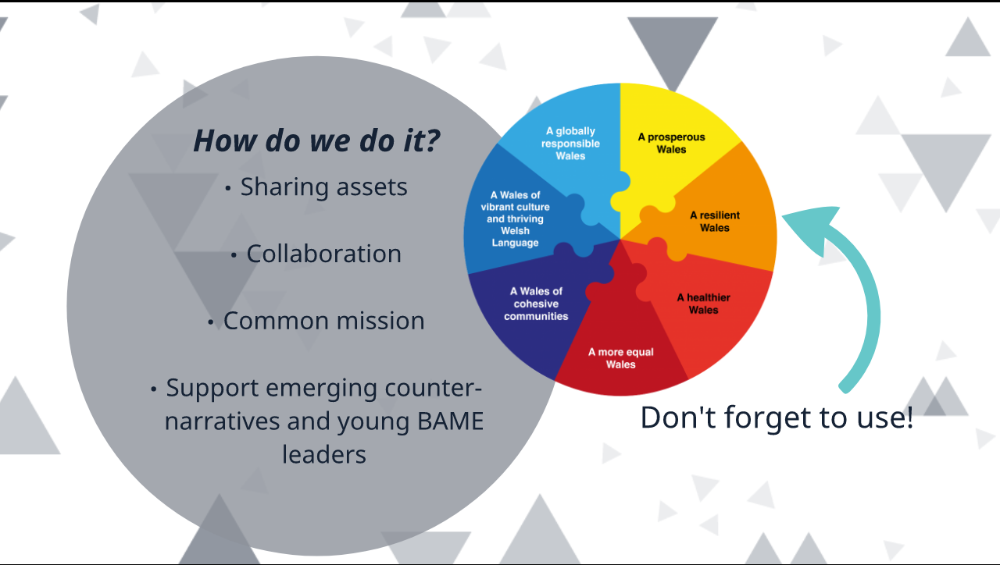 How do we do it?
• Sharing assets
• Collaboration
• Common mission
• Support emerging counter-
narratives and young BAME
leaders
A globally
responsible
Wales
A prosperous
Wales
A resilient
Wales
A healthier
Wales
A more equal
Wales
A Wales of
cohesive
communities
A Wales of
vibrant culture
and thriving
Welsh
Language
Don't forget to use!